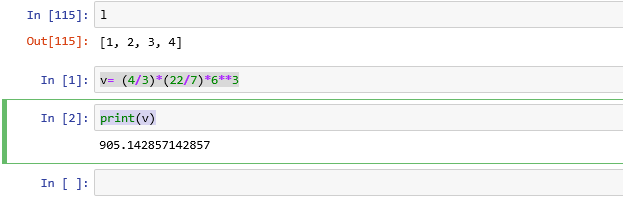 In [115]: l
Out[115]: [1, 2, 3, 4]
In [1]: v= (4/3)*(22/7)*6**3
In [2]: print(v)
905.142857142857
In [ ]: